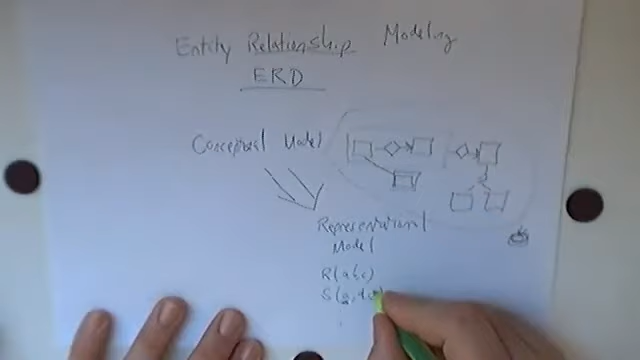 Entity Relationship Modeling
ERD
Conceptual Model
Representational
Model
R(a,b,c)
S(a,